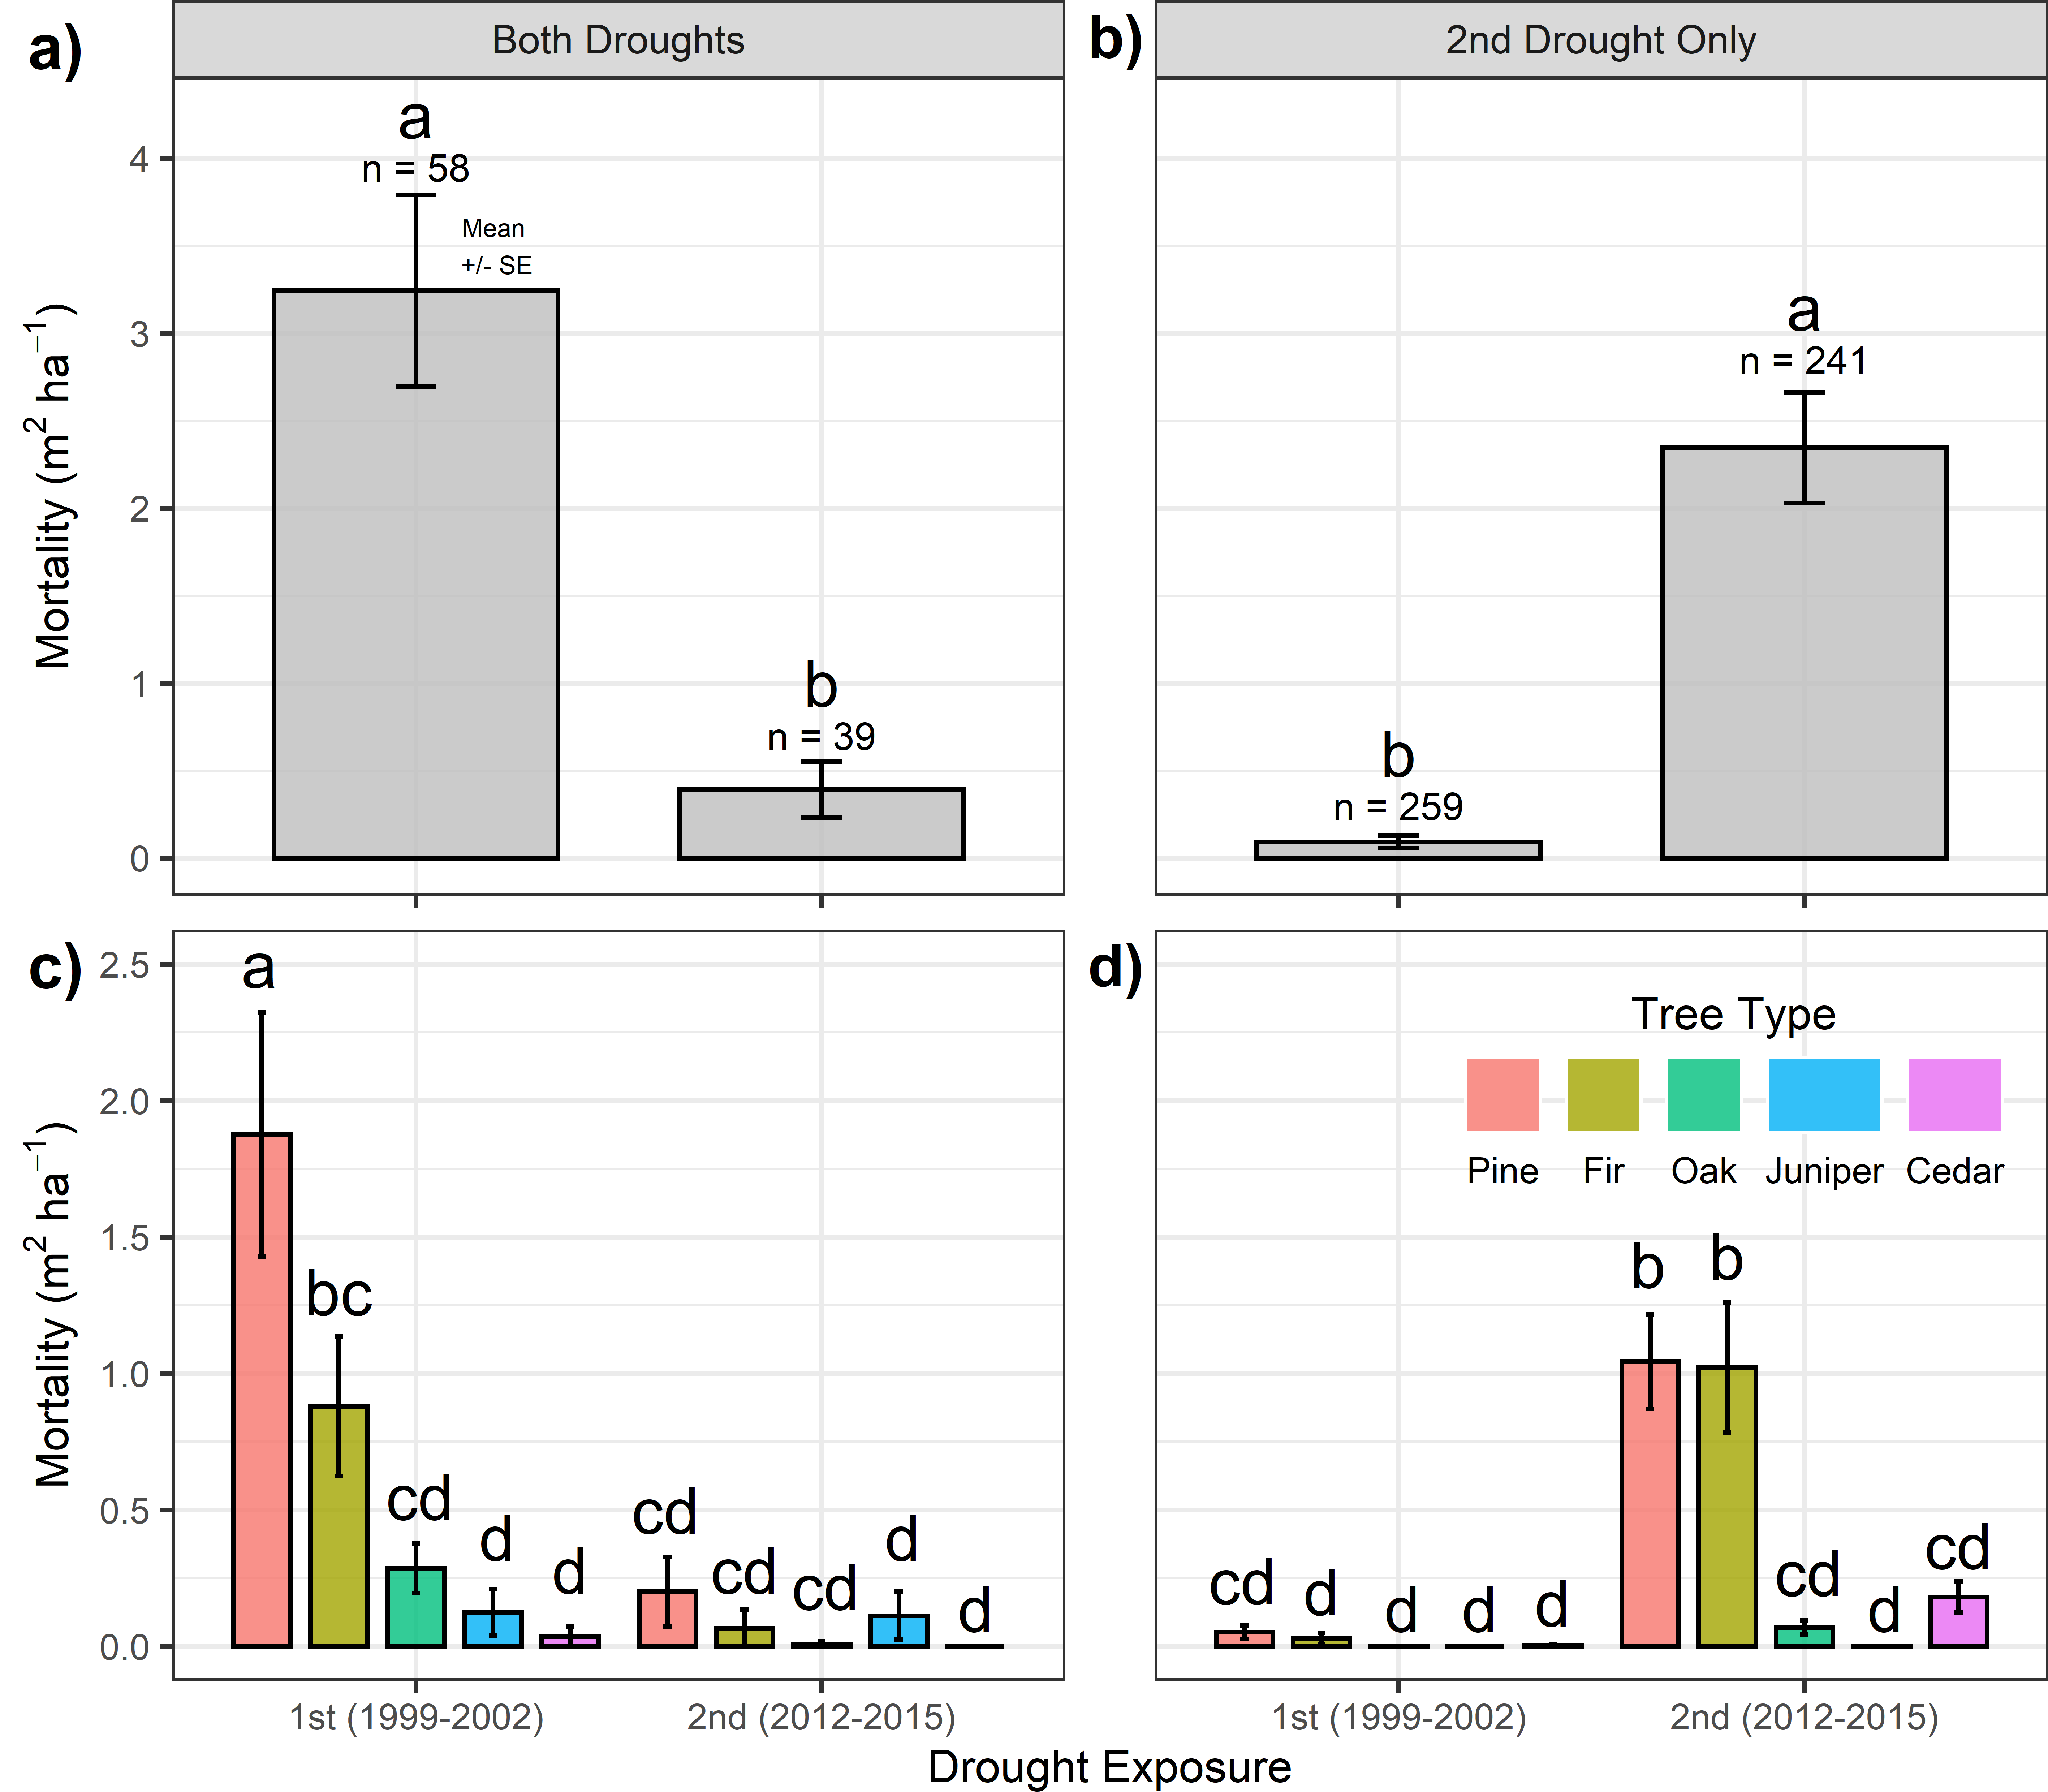 a)
Both Droughts
b)
2nd Drought Only
Mortality (m² ha⁻¹)
4
3
2
1
0
a
n = 58
Mean
+/- SE
b
n = 39
b
n = 259
a
n = 241
c)
d)
Mortality (m² ha⁻¹)
2.5
2.0
1.5
1.0
0.5
0.0
a
bc
cd
d
d
cd
cd
cd
d
d
Tree Type
Pine Fir Oak Juniper Cedar
cd
d
d
d
d
b
b
cd
d
cd
1st (1999-2002)
2nd (2012-2015)
1st (1999-2002)
2nd (2012-2015)
Drought Exposure